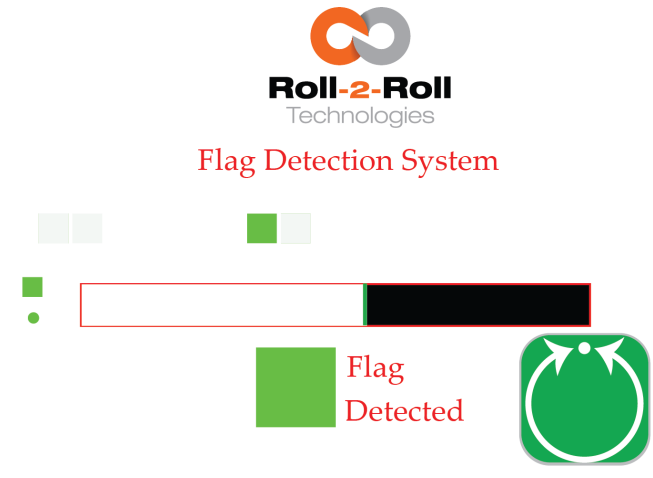 Roll-2-Roll
Technologies
Flag Detection System
Flag
Detected